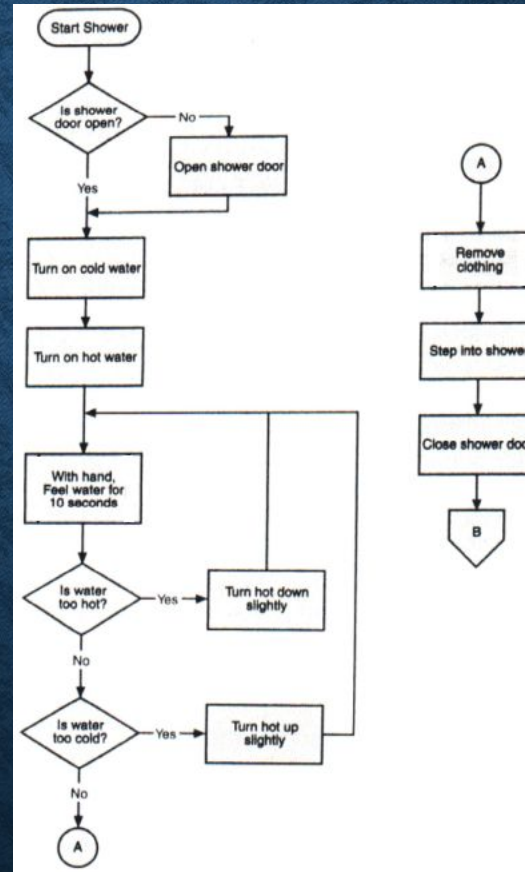 Start Shower
Is shower
door open?
No
Open shower door
Yes
Turn on cold water
Turn on hot water
With hand,
Feel water for
10 seconds
Is water
too hot?
Yes
Turn hot down
slightly
No
Is water
too cold?
Yes
Turn hot up
slightly
No
A
A
Remove
clothing
Step into shower
Close shower doo
B